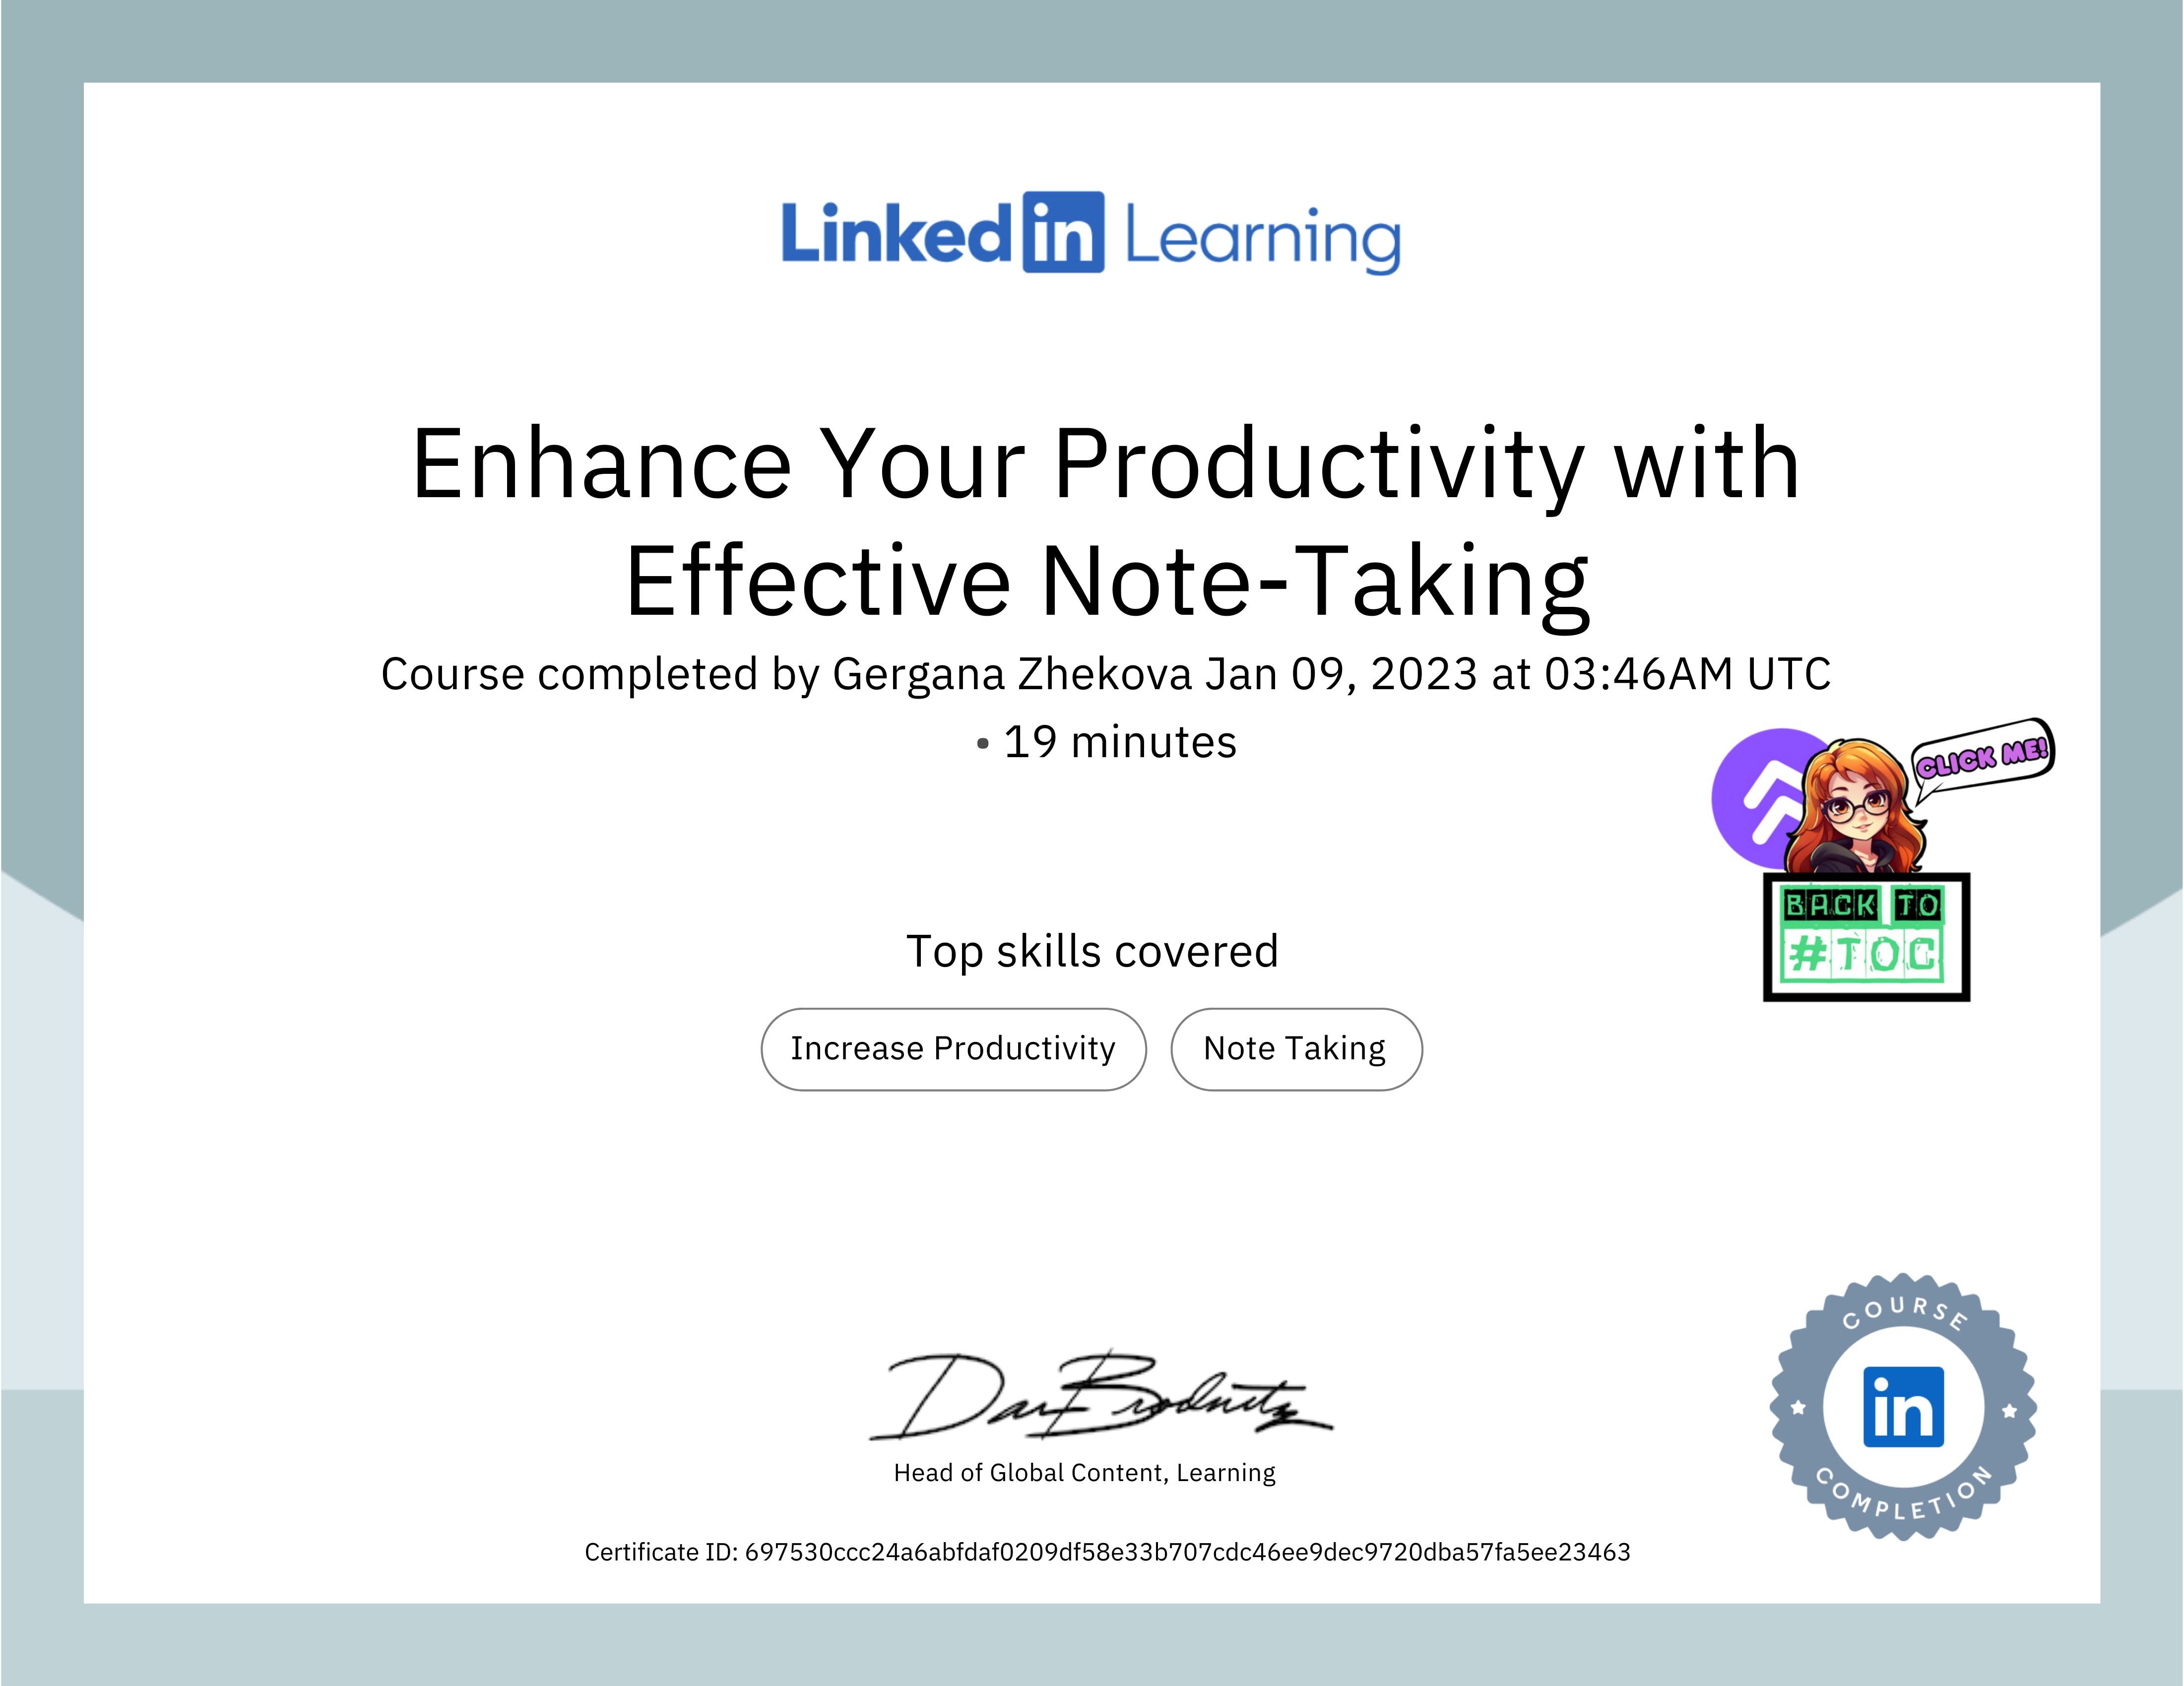 Linked in Learning
Enhance Your Productivity with
Effective Note-Taking
Course completed by Gergana Zhekova Jan 09, 2023 at 03:46AM UTC
• 19 minutes
CLICK ME!
BACK TO
#TOC
Top skills covered
Increase Productivity Note Taking
Dan Brodnitz
Head of Global Content, Learning
COURSE
in
COMPLETION
Certificate ID: 697530ccc24a6abfdaf0209df58e33b707cdc46ee9dec9720dba57fa5ee23463